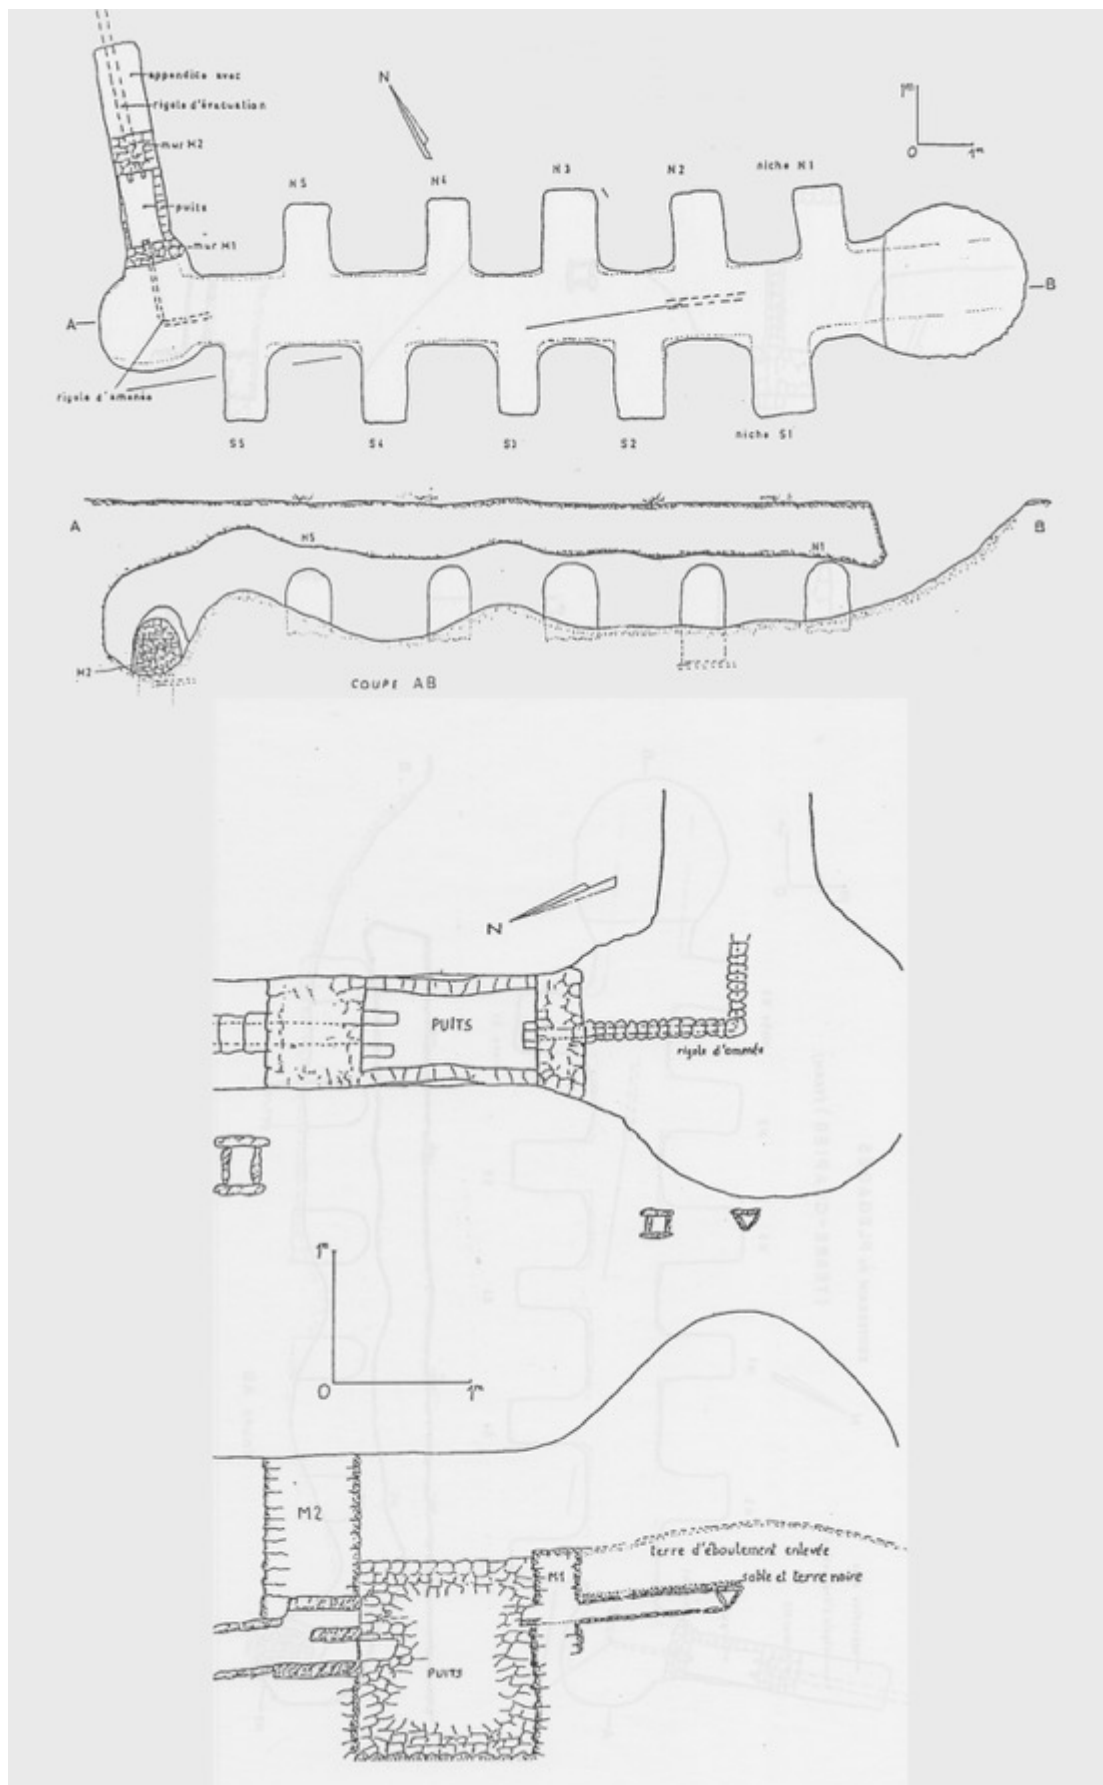 appendice avec
rigole d'évacuation
mur M2
puits
mur M1
N
1m
0
1m
N5
N4
N3
N2
niche N1
A
B
rigole d'amenée
S5
S4
S3
S2
niche S1
A
N5
N1
B
M2
COUPE AB
N
PUITS
rigole d'amenée
1m
0
1m
M2
terre d'éboulement enlevée
M1
sable et terre noire
PUITS